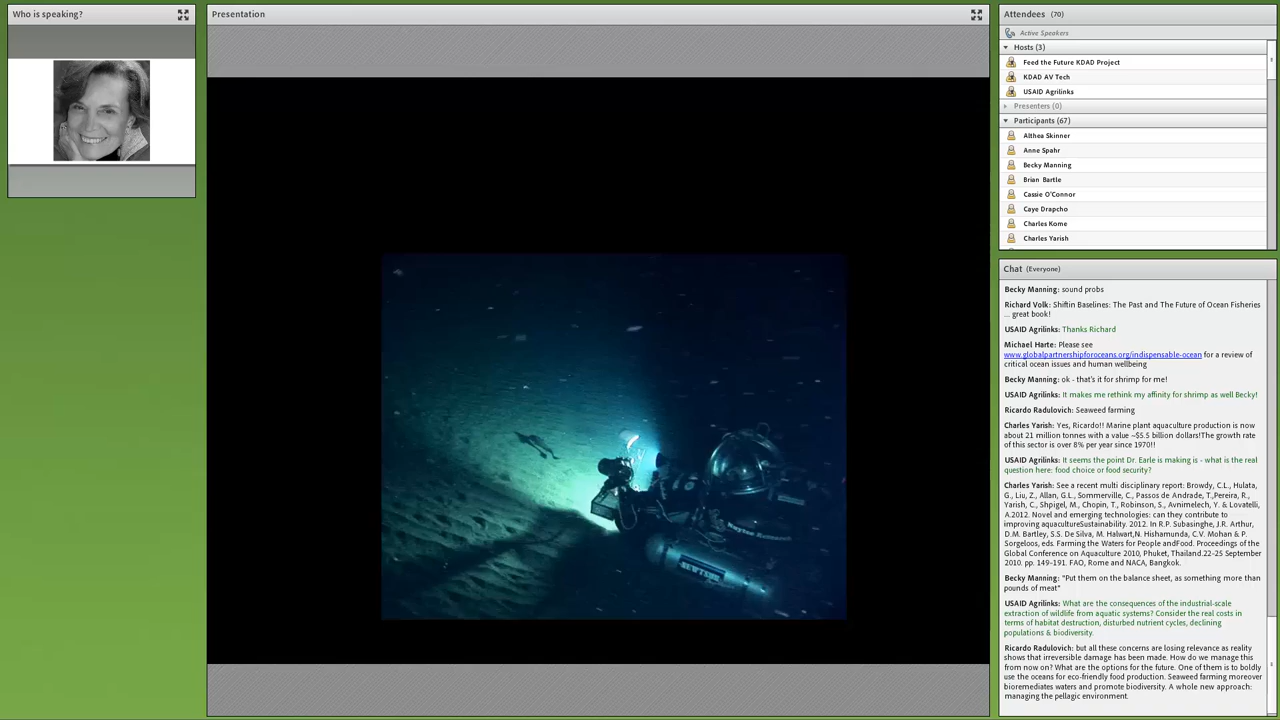 Who is speaking?
Presentation
Attendees (70)
Active Speakers
Hosts (3)
Feed the Future KDAD Project
KDAD AV Tech
USAID Agrilinks
Presenters (0)
Participants (67)
Althea Skinner
Anne Spahr
Becky Manning
Brian Bartle
Cassie O'Connor
Caye Drapcho
Charles Kome
Charles Yarish
Chat (Everyone)
Becky Manning: sound probs
Richard Volk: Shiftin Baselines: The Past and The Future of Ocean Fisheries
... great book!
USAID Agrilinks: Thanks Richard
Michael Harte: Please see
www.globalpartnershipforoceans.org/indispensable-ocean for a review of
critical ocean issues and human wellbeing
Becky Manning: ok - that's it for shrimp for me!
USAID Agrilinks: It makes me rethink my affinity for shrimp as well Becky!
Ricardo Radulovich: Seaweed farming
Charles Yarish: Yes, Ricardo!! Marine plant aquaculture production is now
about 21 million tonnes with a value ~$5.5 billion dollars!The growth rate
of this sector is over 8% per year since 1970!!
USAID Agrilinks: It seems the point Dr. Earle is making is - what is the real
question here: food choice or food security?
Charles Yarish: See a recent multi disciplinary report: Browdy, C.L., Hulata,
G., Liu, Z., Allan, G.L., Sommerville, C., Passos de Andrade, T.,Pereira, R.,
Yarish, C., Shpigel, M., Chopin, T., Robinson, S., Avnimelech, Y. & Lovatelli,
A.2012. Novel and emerging technologies: can they contribute to
improving aquacultureSustainability. 2012. In R.P. Subasinghe, J.R. Arthur,
D.M. Bartley, S.S. De Silva, M. Halwart,N. Hishamunda, C.V. Mohan & P.
Sorgeloos, eds. Farming the Waters for People andFood. Proceedings of the
Global Conference on Aquaculture 2010, Phuket, Thailand.22-25 September
2010. pp. 149-191. FAO, Rome and NACA, Bangkok.
Becky Manning: "Put them on the balance sheet, as something more than
pounds of meat"
USAID Agrilinks: What are the consequences of the industrial-scale
extraction of wildlife from aquatic systems? Consider the real costs in
terms of habitat destruction, disturbed nutrient cycles, declining
populations & biodiversity.
Ricardo Radulovich: but all these concerns are losing relevance as reality
shows that irreversible damage has been made. How do we manage this
from now on? What are the options for the future. One of them is to boldly
use the oceans for eco-friendly food production. Seaweed farming moreover
bioremediates waters and promote biodiversity. A whole new approach:
managing the pelagic environment.